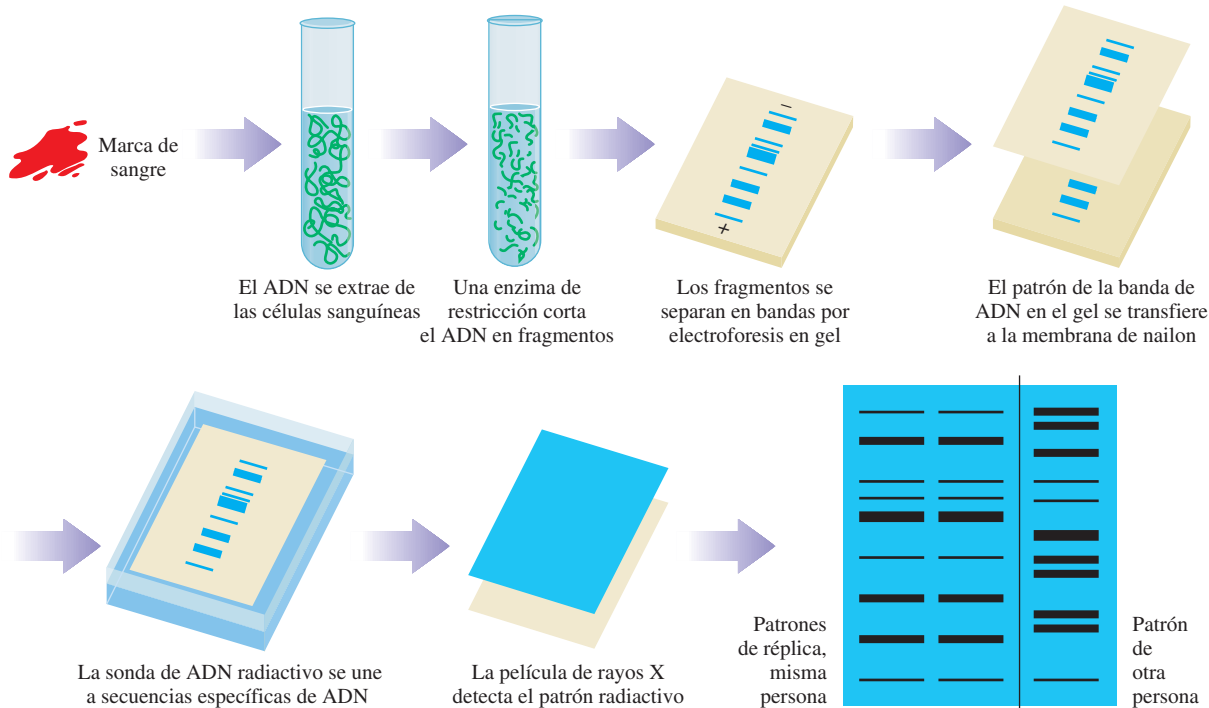 Marca de
sangre
El ADN se extrae de
las células sanguíneas
Una enzima de
restricción corta
el ADN en fragmentos
−
+
Los fragmentos se
separan en bandas por
electroforesis en gel
El patrón de la banda de
ADN en el gel se transfiere
a la membrana de nailon
La sonda de ADN radiactivo se une
a secuencias específicas de ADN
La película de rayos X
detecta el patrón radiactivo
Patrones
de réplica,
misma
persona
Patrón
de
otra
persona